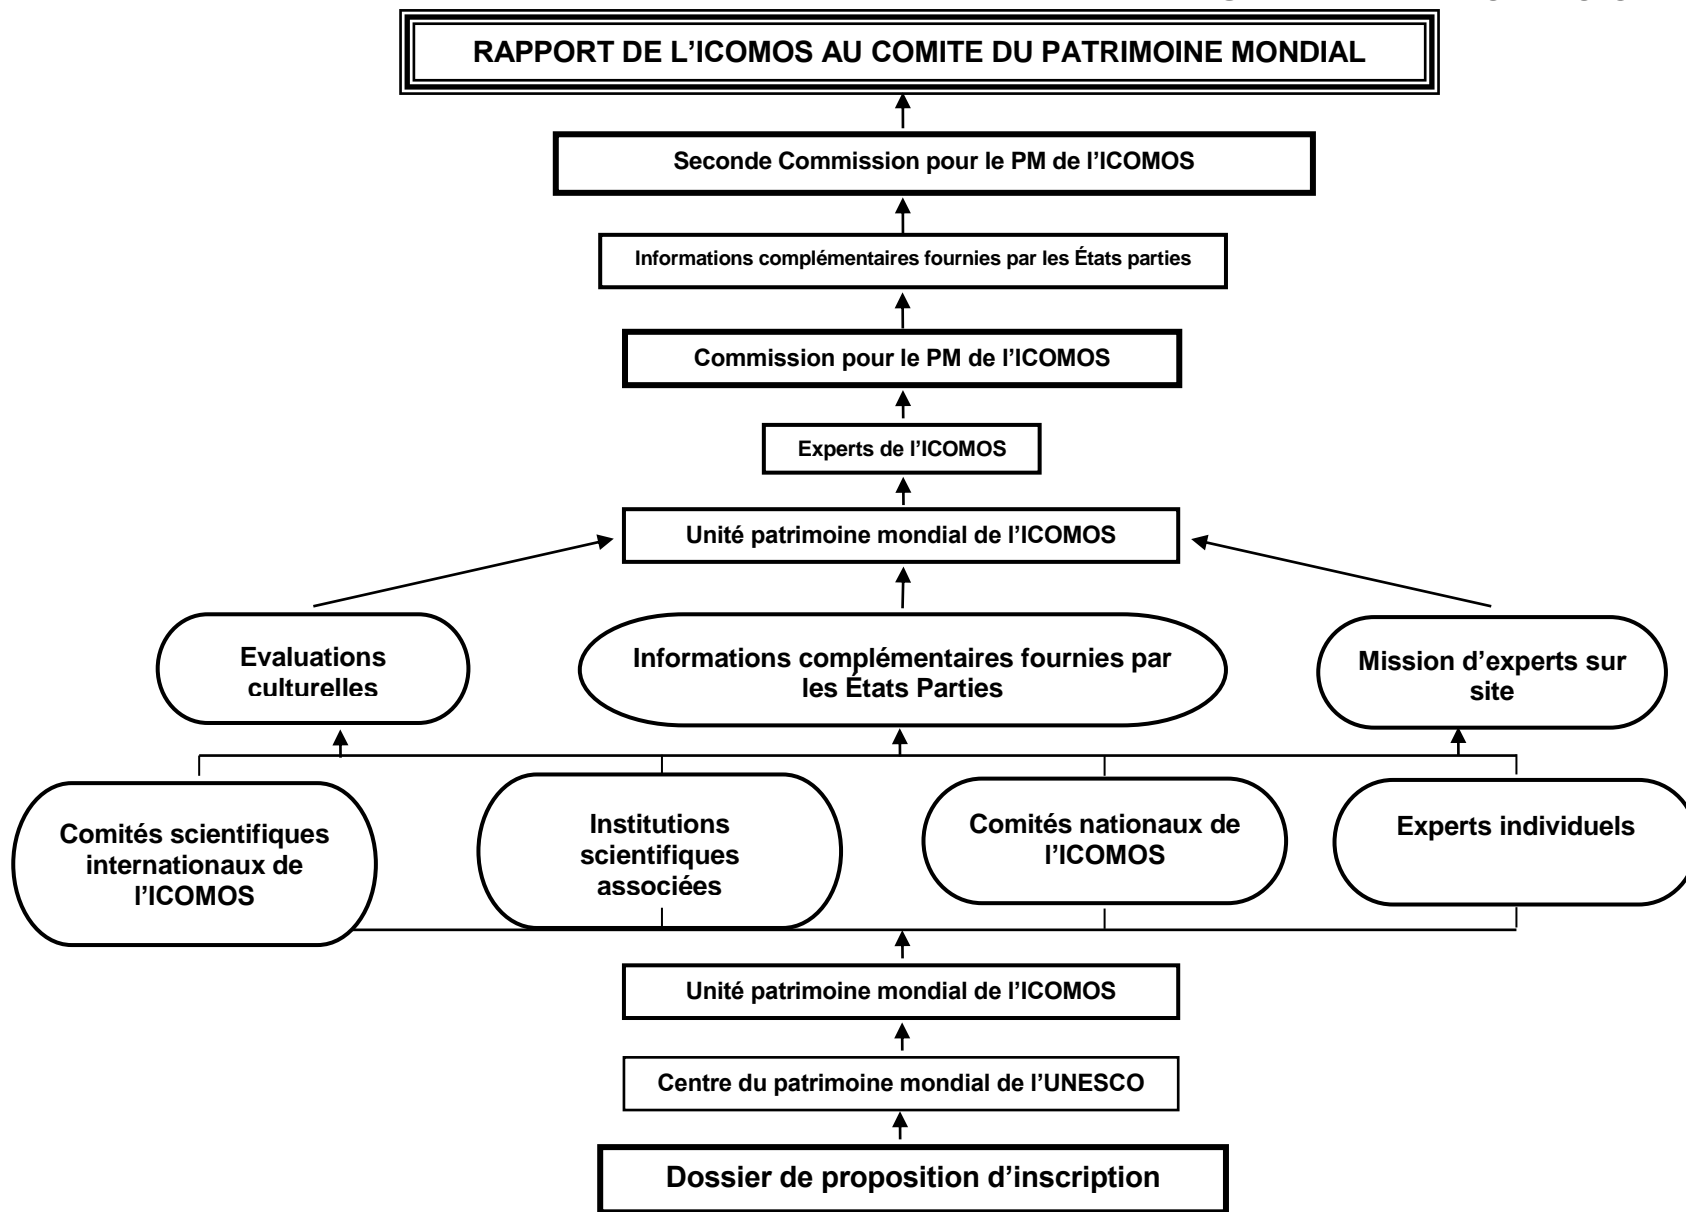 RAPPORT DE L’ICOMOS AU COMITE DU PATRIMOINE MONDIAL
Seconde Commission pour le PM de l’ICOMOS
Informations complémentaires fournies par les États parties
Commission pour le PM de l’ICOMOS
Experts de l’ICOMOS
Unité patrimoine mondial de l’ICOMOS
Evaluations
culturelles
Informations complémentaires fournies par
les États Parties
Mission d’experts sur
site
Comités scientifiques
internationaux de
l’ICOMOS
Institutions
scientifiques
associées
Comités nationaux de
l’ICOMOS
Experts individuels
Unité patrimoine mondial de l’ICOMOS
Centre du patrimoine mondial de l’UNESCO
Dossier de proposition d’inscription